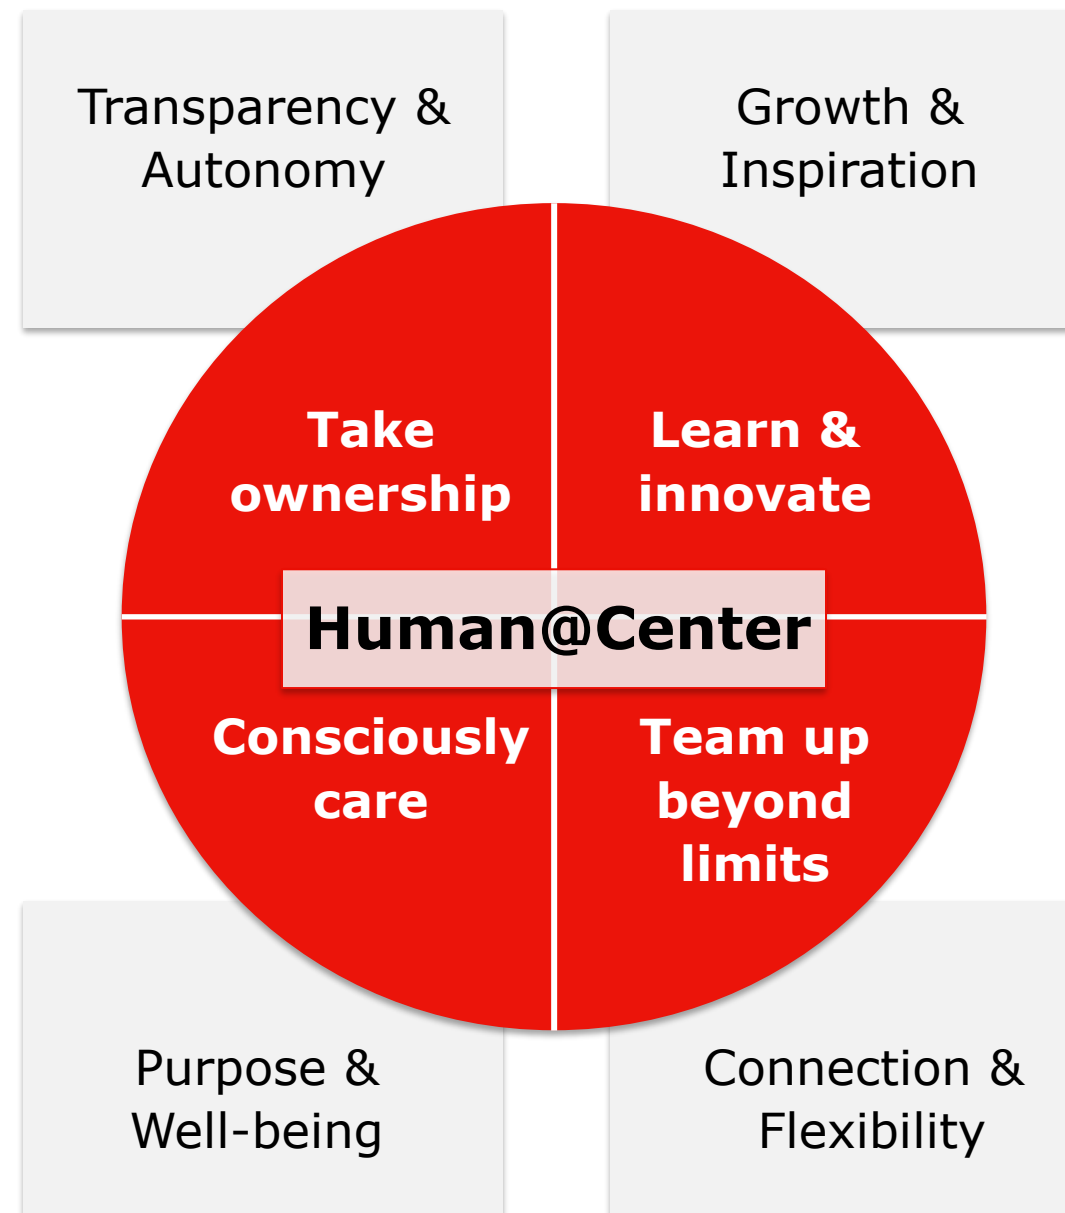 Transparency &
Autonomy
Growth &
Inspiration
Take
ownership
Learn &
innovate
Human@Center
Consciously
care
Team up
beyond
limits
Purpose &
Well-being
Connection &
Flexibility